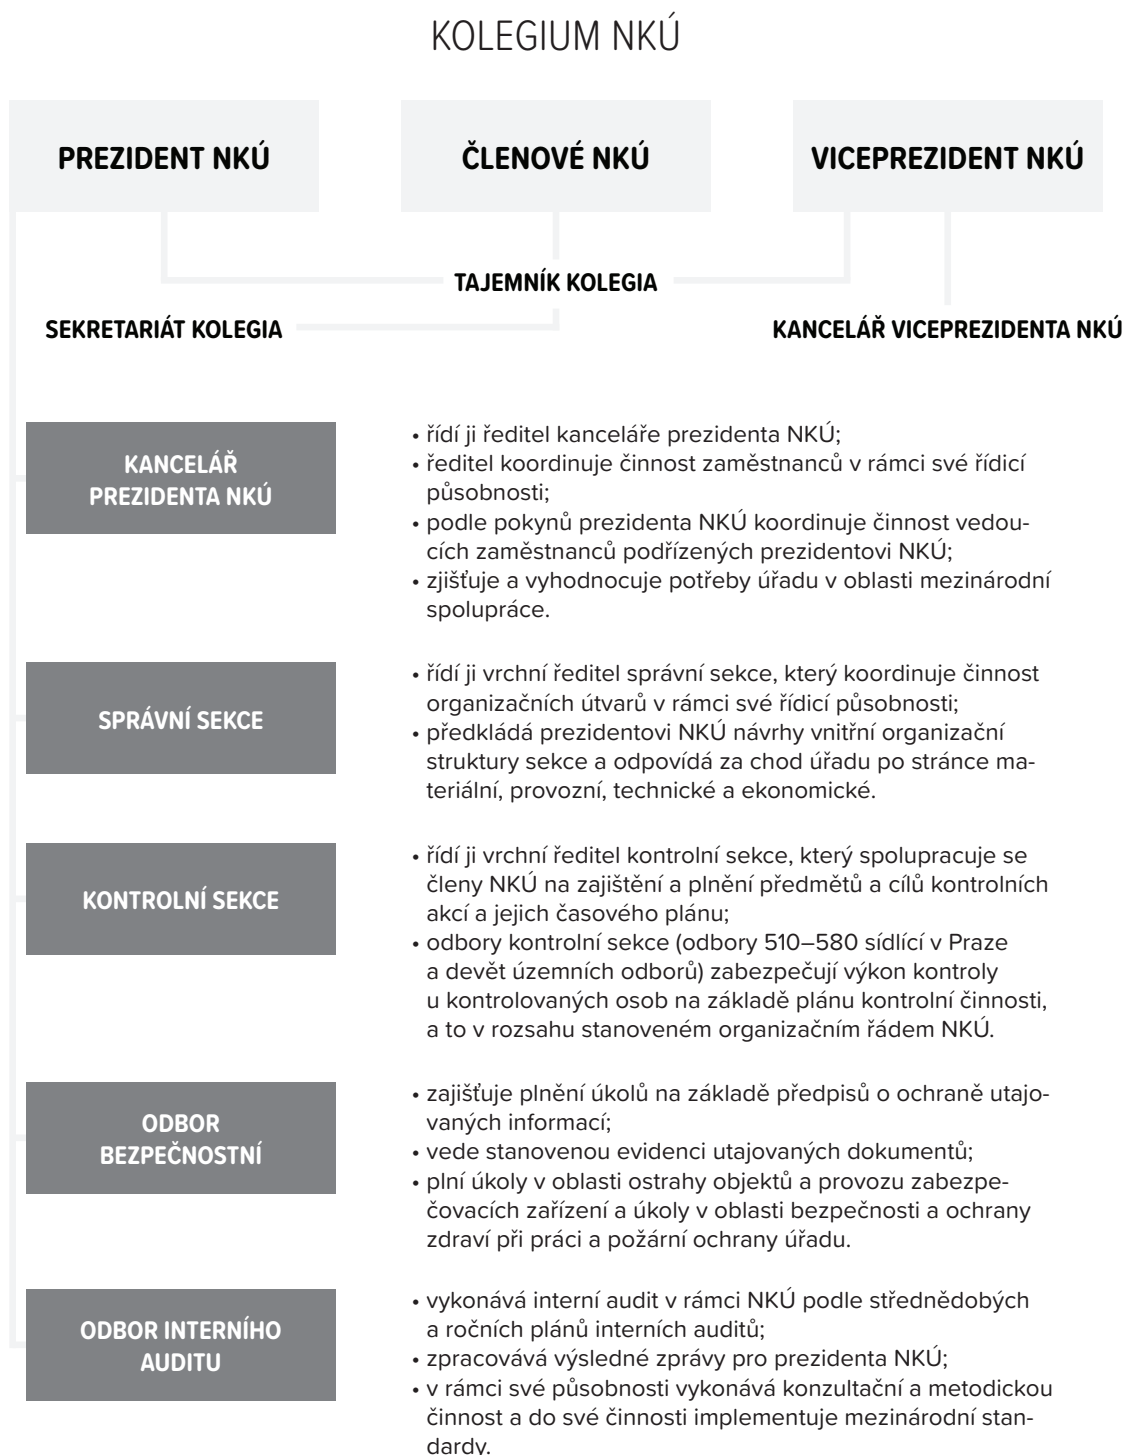 KOLEGIUM NKÚ
PREZIDENT NKÚ
ČLENOVÉ NKÚ
VICEPREZIDENT NKÚ
TAJEMNÍK KOLEGIA
SEKRETARIÁT KOLEGIA
KANCELÁŘ VICEPREZIDENTA NKÚ
KANCELÁŘ
PREZIDENTA NKÚ
• řídí ji ředitel kanceláře prezidenta NKÚ;
• ředitel koordinuje činnost zaměstnanců v rámci své řídicí
působnosti;
• podle pokynů prezidenta NKÚ koordinuje činnost vedou-
cích zaměstnanců podřízených prezidentovi NKÚ;
• zjišťuje a vyhodnocuje potřeby úřadu v oblasti mezinárodní
spolupráce.
SPRÁVNÍ SEKCE
• řídí ji vrchní ředitel správní sekce, který koordinuje činnost
organizačních útvarů v rámci své řídicí působnosti;
• předkládá prezidentovi NKÚ návrhy vnitřní organizační
struktury sekce a odpovídá za chod úřadu po stránce ma-
teriální, provozní, technické a ekonomické.
KONTROLNÍ SEKCE
• řídí ji vrchní ředitel kontrolní sekce, který spolupracuje se
členy NKÚ na zajištění a plnění předmětů a cílů kontrolních
akcí a jejich časového plánu;
• odbory kontrolní sekce (odbory 510–580 sídlící v Praze
a devět územních odborů) zabezpečují výkon kontroly
u kontrolovaných osob na základě plánu kontrolní činnosti,
a to v rozsahu stanoveném organizačním řádem NKÚ.
ODBOR
BEZPEČNOSTNÍ
• zajišťuje plnění úkolů na základě předpisů o ochraně utajo-
vaných informací;
• vede stanovenou evidenci utajovaných dokumentů;
• plní úkoly v oblasti ostrahy objektů a provozu zabezpe-
čovacích zařízení a úkoly v oblasti bezpečnosti a ochrany
zdraví při práci a požární ochrany úřadu.
ODBOR INTERNÍHO
AUDITU
• vykonává interní audit v rámci NKÚ podle střednědobých
a ročních plánů interních auditů;
• zpracovává výsledné zprávy pro prezidenta NKÚ;
• v rámci své působnosti vykonává konzultační a metodickou
činnost a do své činnosti implementuje mezinárodní stan-
dardy.